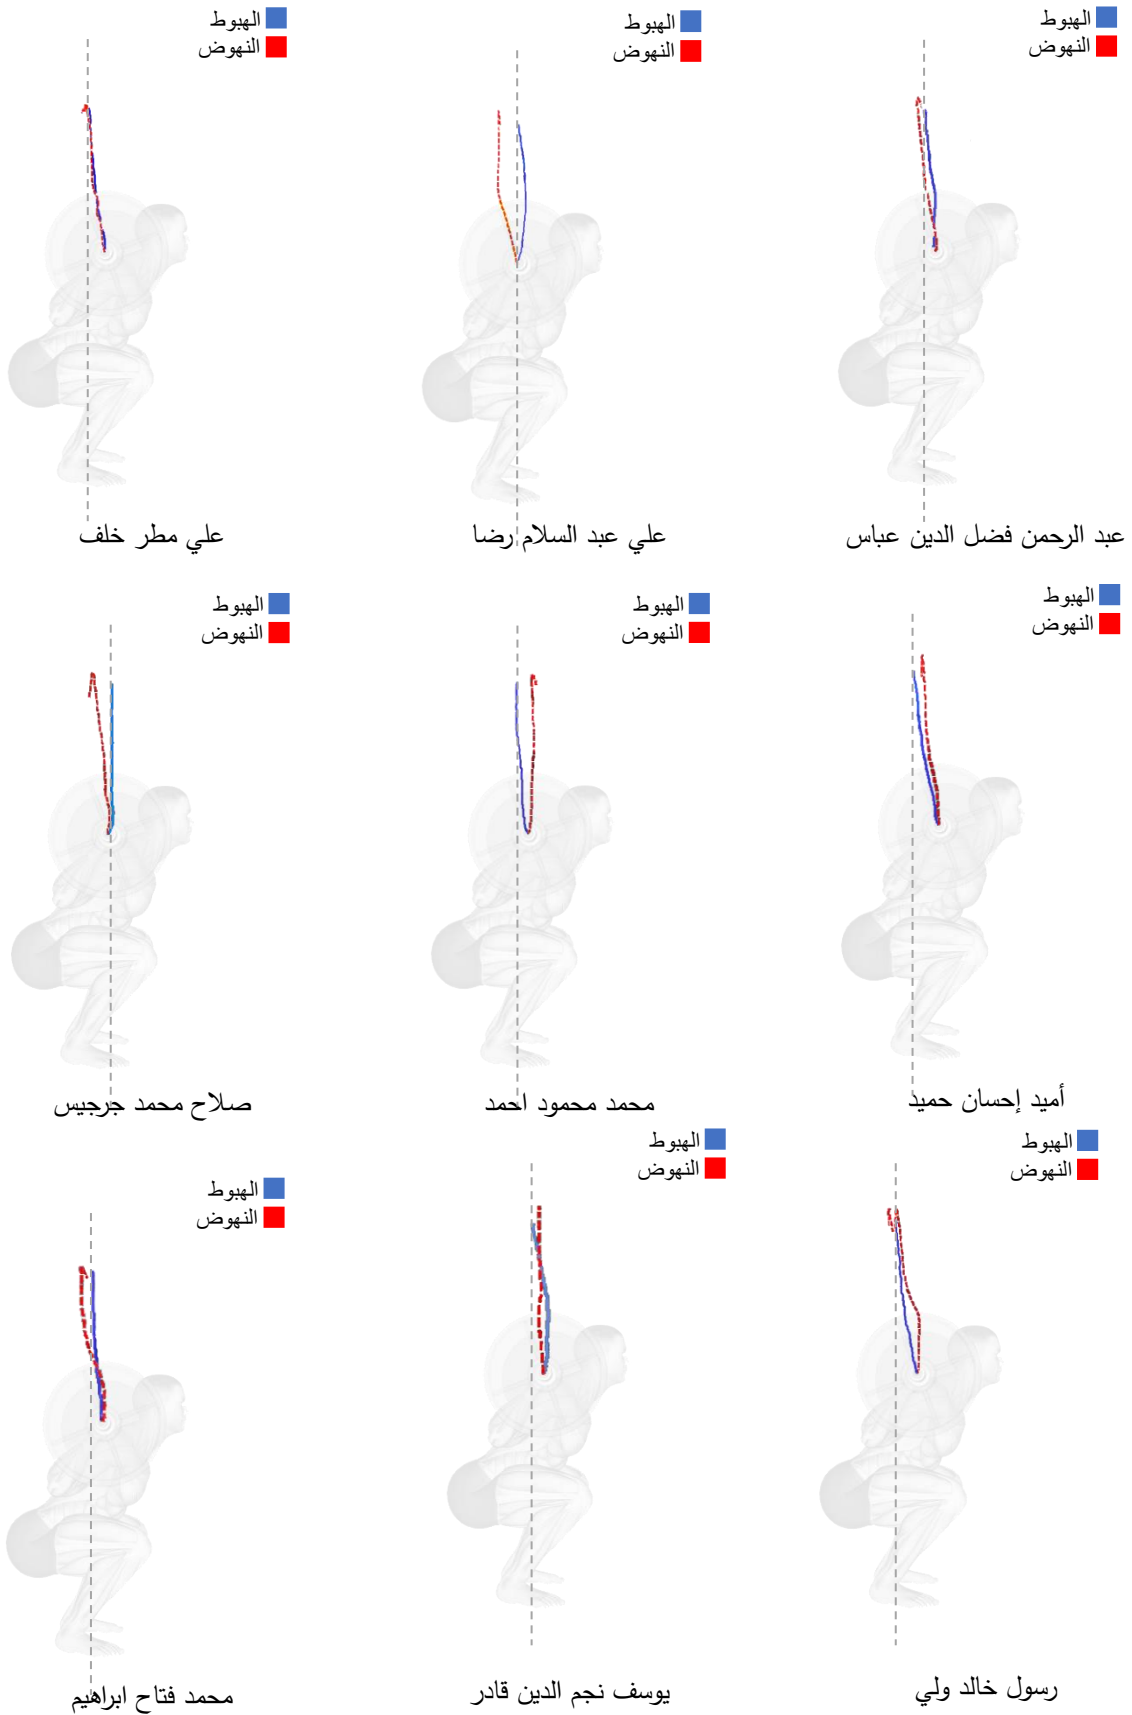 الهبوط
النهوض
عبد الرحمن فضل الدين عباس
الهبوط
النهوض
علي عبد السلام رضا
الهبوط
النهوض
علي مطر خلف
الهبوط
النهوض
أميد إحسان حميد
الهبوط
النهوض
محمد محمود احمد
الهبوط
النهوض
صلاح محمد جرجيس
الهبوط
النهوض
رسول خالد ولي
الهبوط
النهوض
يوسف نجم الدين قادر
الهبوط
النهوض
محمد فتاح ابراهيم